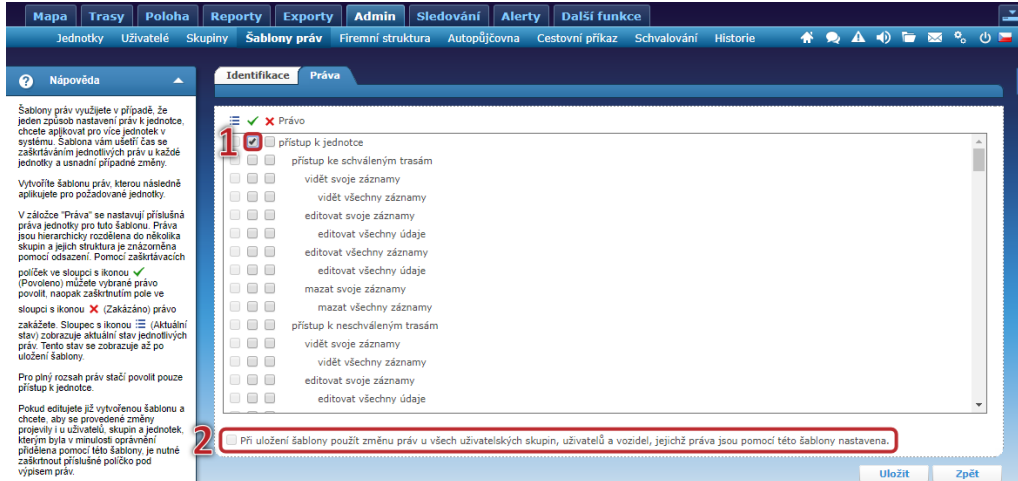 Mapa Trasy Poloha Reporty Exporty Admin Sledování Alerty Další funkce
Jednotky Uživatelé Skupiny Šablony práv Firemní struktura Autopůjčovna Cestovní příkaz Schvalování Historie
? Nápověda
Šablony práv využijete v případě, že
jeden způsob nastavení práv k jednotce,
chcete aplikovat pro více jednotek v
systému. Šablona vám ušetří čas se
zaškrtáváním jednotlivých práv u každé
jednotky a usnadní případné změny.
Vytvoříte šablonu práv, kterou následně
aplikujete pro požadované jednotky.
V záložce "Práva" se nastavují příslušná
práva jednotky pro tuto šablonu. Práva
jsou hierarchicky rozdělena do několika
skupin a jejich struktura je znázorněna
pomocí odsazení. Pomocí zaškrtávacích
políček ve sloupci s ikonou
(Povoleno) můžete vybrané právo
povolit, naopak zaškrtnutím pole ve
sloupci s ikonou (Zakázáno) právo
zakážete. Sloupec s ikonou (Aktuální
stav) zobrazuje aktuální stav jednotlivých
práv. Tento stav se zobrazuje až po
uložení šablony.
Pro plný rozsah práv stačí povolit pouze
přístup k jednotce.
Pokud editujete již vytvořenou šablonu a
chcete, aby se provedené změny
projevily i u uživatelů, skupin a jednotek,
kterým byla v minulosti oprávnění
přidělena pomocí této šablony, je nutné
zaškrtnout příslušné políčko pod
výpisem práv.
Identifikace Práva
Právo
1 přístup k jednotce
přístup ke schváleným trasám
vidět svoje záznamy
vidět všechny záznamy
editovat svoje záznamy
editovat všechny údaje
editovat všechny záznamy
editovat všechny údaje
mazat svoje záznamy
mazat všechny záznamy
přístup k neschváleným trasám
vidět svoje záznamy
vidět všechny záznamy
editovat svoje záznamy
editovat všechny údaje
2 Při uložení šablony použít změnu práv u všech uživatelských skupin, uživatelů a vozidel, jejichž práva jsou pomocí této šablony nastavena.
Uložit Zpět